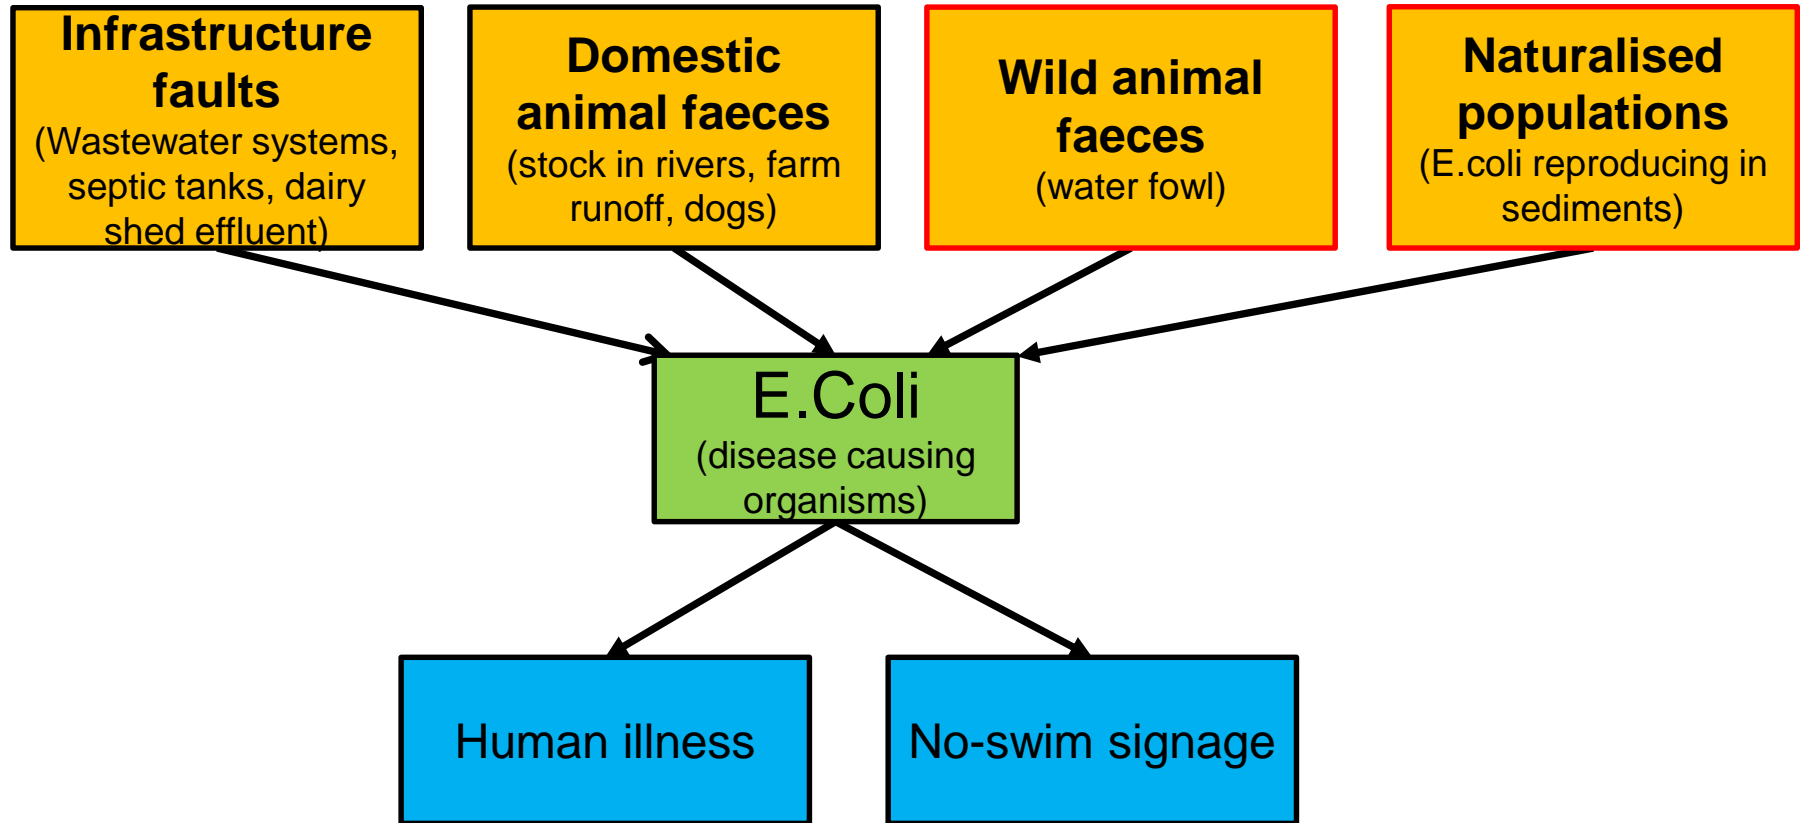 Infrastructure
faults
(Wastewater systems,
septic tanks, dairy
shed effluent)
Domestic
animal faeces
(stock in rivers, farm
runoff, dogs)
Wild animal
faeces
(water fowl)
Naturalised
populations
(E.coli reproducing in
sediments)
E.Coli
(disease causing
organisms)
Human illness
No-swim signage